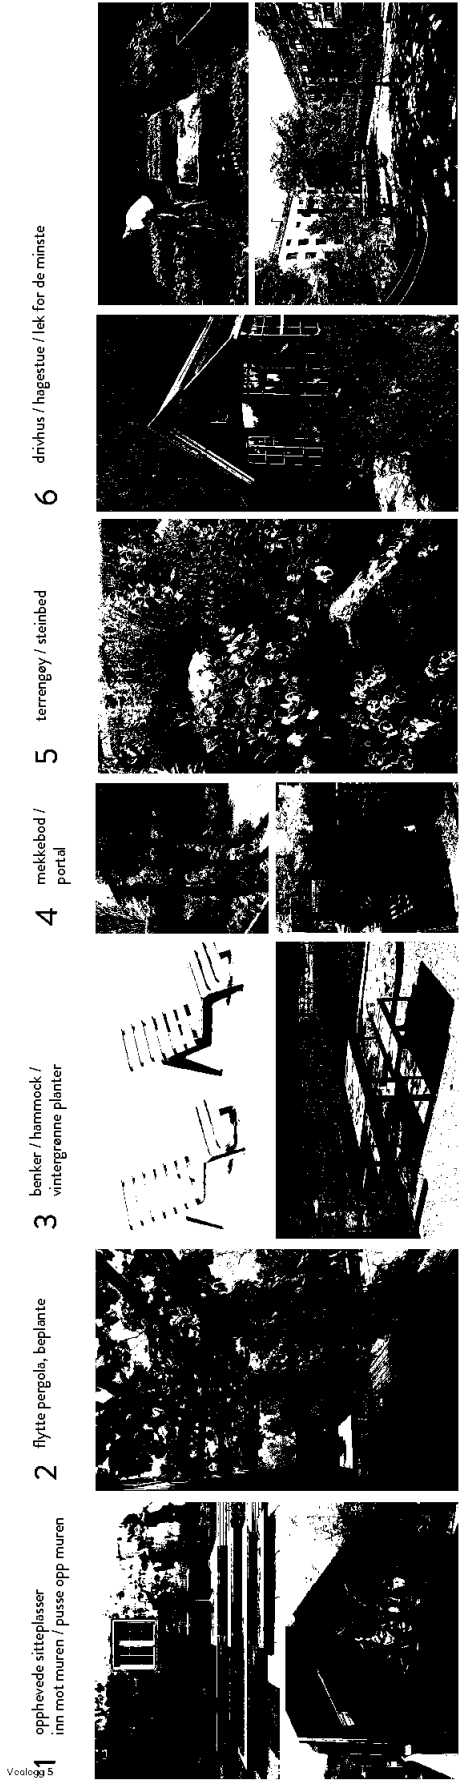 1 opphevede sitteplasser
inn mot muren / pusse opp muren
2 flytte pergola, beplante
3 benker / hammock /
vintergrønne planter
4 mekkebod /
portal
5 terrengøy / steinbed
6 drivhus / hagestue / lek for de minste
5